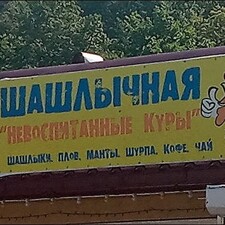 ШАШЛЫЧНАЯ
"НЕВОСПИТАННЫЕ КУРЫ"
ШАШЛЫКИ, ПЛОВ, МАНТЫ, ШУРПА, КОФЕ, ЧАЙ